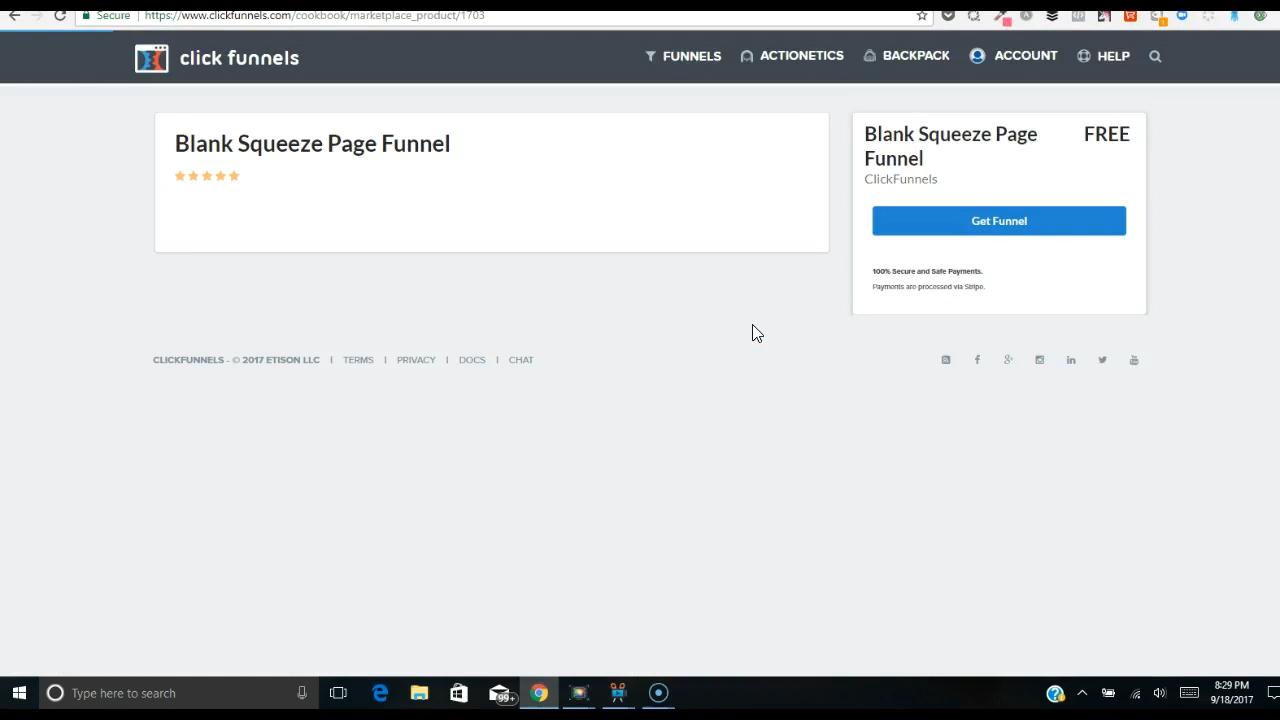 Secure https://www.clickfunnels.com/cookbook/marketplace_product/1703
click funnels
FUNNELS ACTIONETICS BACKPACK ACCOUNT HELP
Blank Squeeze Page Funnel
Blank Squeeze Page Funnel FREE
ClickFunnels
Get Funnel
100% Secure and Safe Payments.
Payments are processed via Stripe.
CLICKFUNNELS - © 2017 ETISON LLC | TERMS | PRIVACY | DOCS | CHAT
Type here to search
99+
8:29 PM
9/18/2017